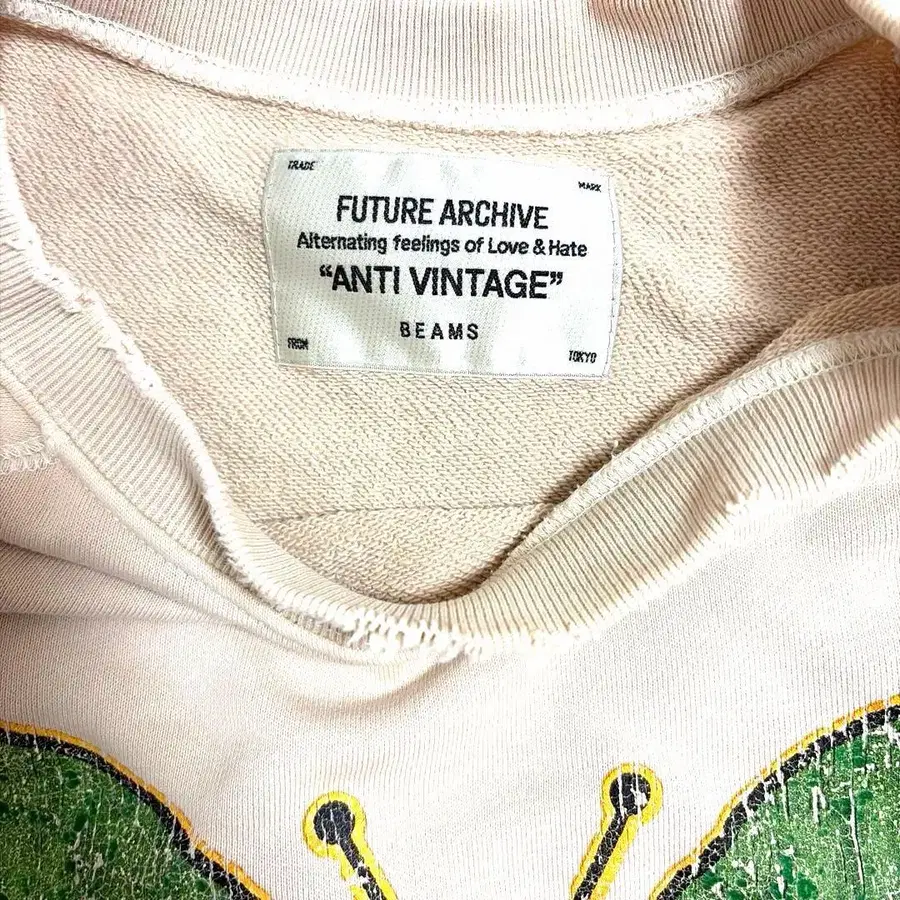 TRADE
MARK
FUTURE ARCHIVE
Alternating feelings of Love & Hate
“ANTI VINTAGE”
BEAMS
FROM
TOKYO